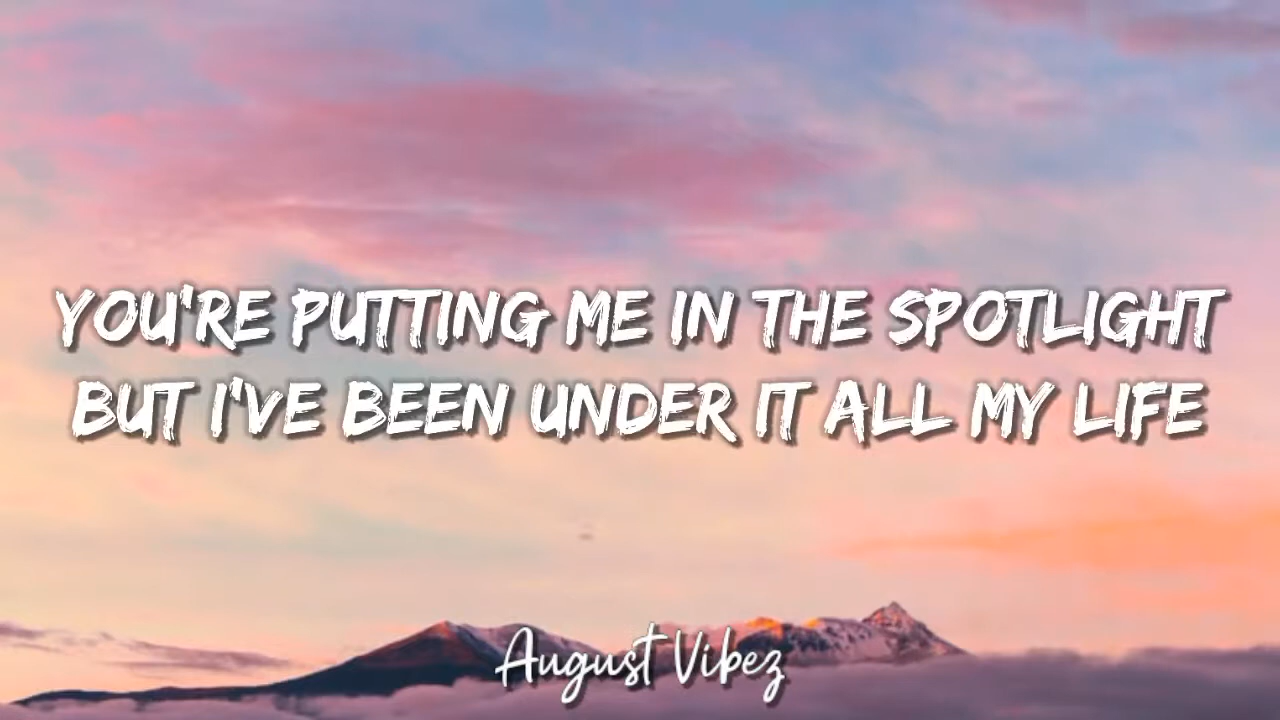 YOU'RE PUTTING ME IN THE SPOTLIGHT
BUT I'VE BEEN UNDER IT ALL MY LIFE
August Vibez